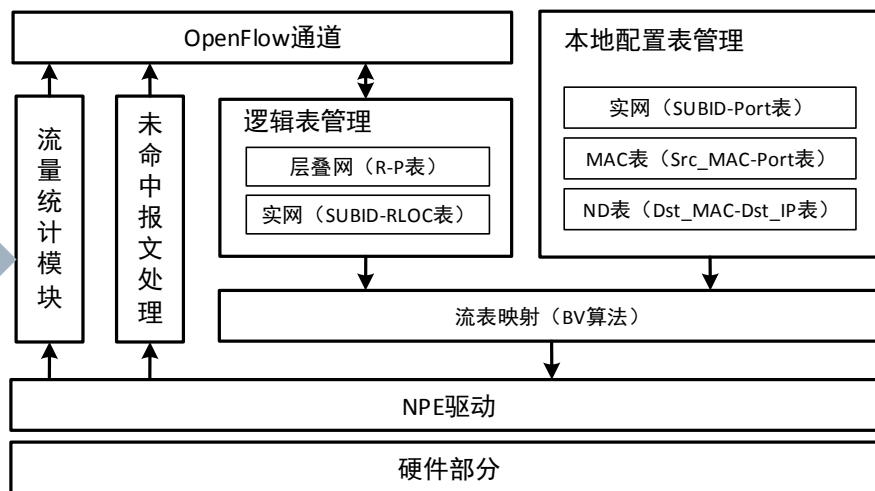 OpenFlow通道
本地配置表管理
实网（SUBID-Port表）
MAC表（Src_MAC-Port表）
ND表（Dst_MAC-Dst_IP表）
流量统计模块
未命中报文处理
逻辑表管理
层叠网（R-P表）
实网（SUBID-RLOC表）
流表映射（BV算法）
NPE驱动
硬件部分